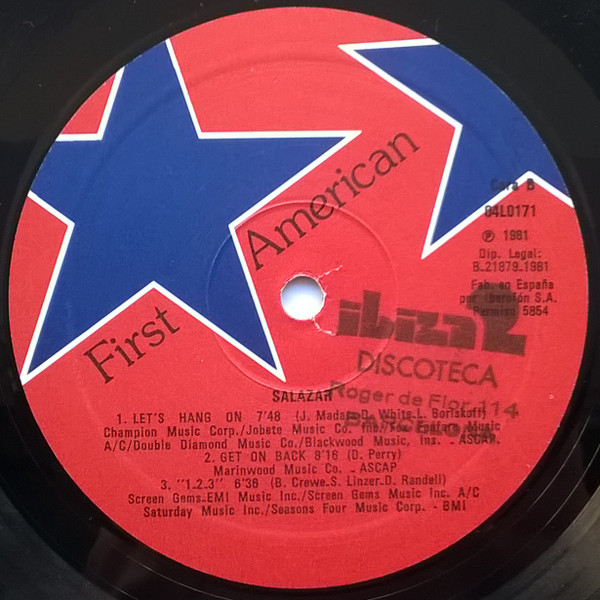 First American
Cara B
04L0171
℗ 1981
Dip. Legal:
B-21879-1981
Fab. en España
por Iberofón S.A.
Permiso 5854
ibiza 2
DISCOTECA
Roger de Flor 114
SALAZAR
1. LET'S HANG ON 7'48 (J. Madara-D. White-L. Boriskoff)
Champion Music Corp./Jobete Music Co. Inc./Fox Fanfare Music
A/C/Double Diamond Music Co/Blackwood Music, Ins. - ASCAP.
2. GET ON BACK 8'16 (D. Perry)
Marinwood Music Co. - ASCAP
3. "1.2.3" 6'36 (B. Crewe-S. Linzer-D. Randell)
Screen Gems-EMI Music Inc/Screen Gems Music Inc. A/C
Saturday Music Inc./Seasons Four Music Corp. - BMI